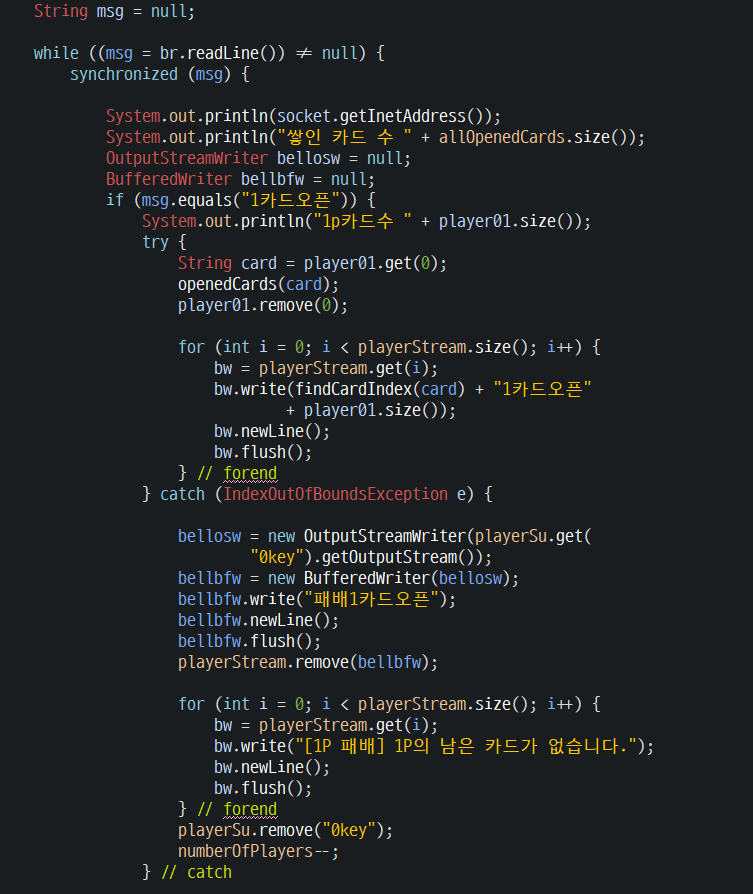 String msg = null;
while ((msg = br.readLine()) ≠ null) {
synchronized (msg) {
System.out.println(socket.getInetAddress());
System.out.println("쌓인 카드 수 " + allOpenedCards.size());
OutputStreamWriter bellosw = null;
BufferedWriter bellbfw = null;
if (msg.equals("1카드오픈")) {
System.out.println("1p카드수 " + player01.size());
try {
String card = player01.get(0);
openedCards(card);
player01.remove(0);
for (int i = 0; i < playerStream.size(); i++) {
bw = playerStream.get(i);
bw.write(findCardIndex(card) + "1카드오픈"
+ player01.size());
bw.newLine();
bw.flush();
} // forend
} catch (IndexOutOfBoundsException e) {
bellosw = new OutputStreamWriter(playerSu.get(
"0key").getOutputStream());
bellbfw = new BufferedWriter(bellosw);
bellbfw.write("패배1카드오픈");
bellbfw.newLine();
bellbfw.flush();
playerStream.remove(bellbfw);
for (int i = 0; i < playerStream.size(); i++) {
bw = playerStream.get(i);
bw.write("[1P 패배] 1P의 남은 카드가 없습니다.");
bw.newLine();
bw.flush();
} // forend
playerSu.remove("0key");
numberOfPlayers--;
} // catch